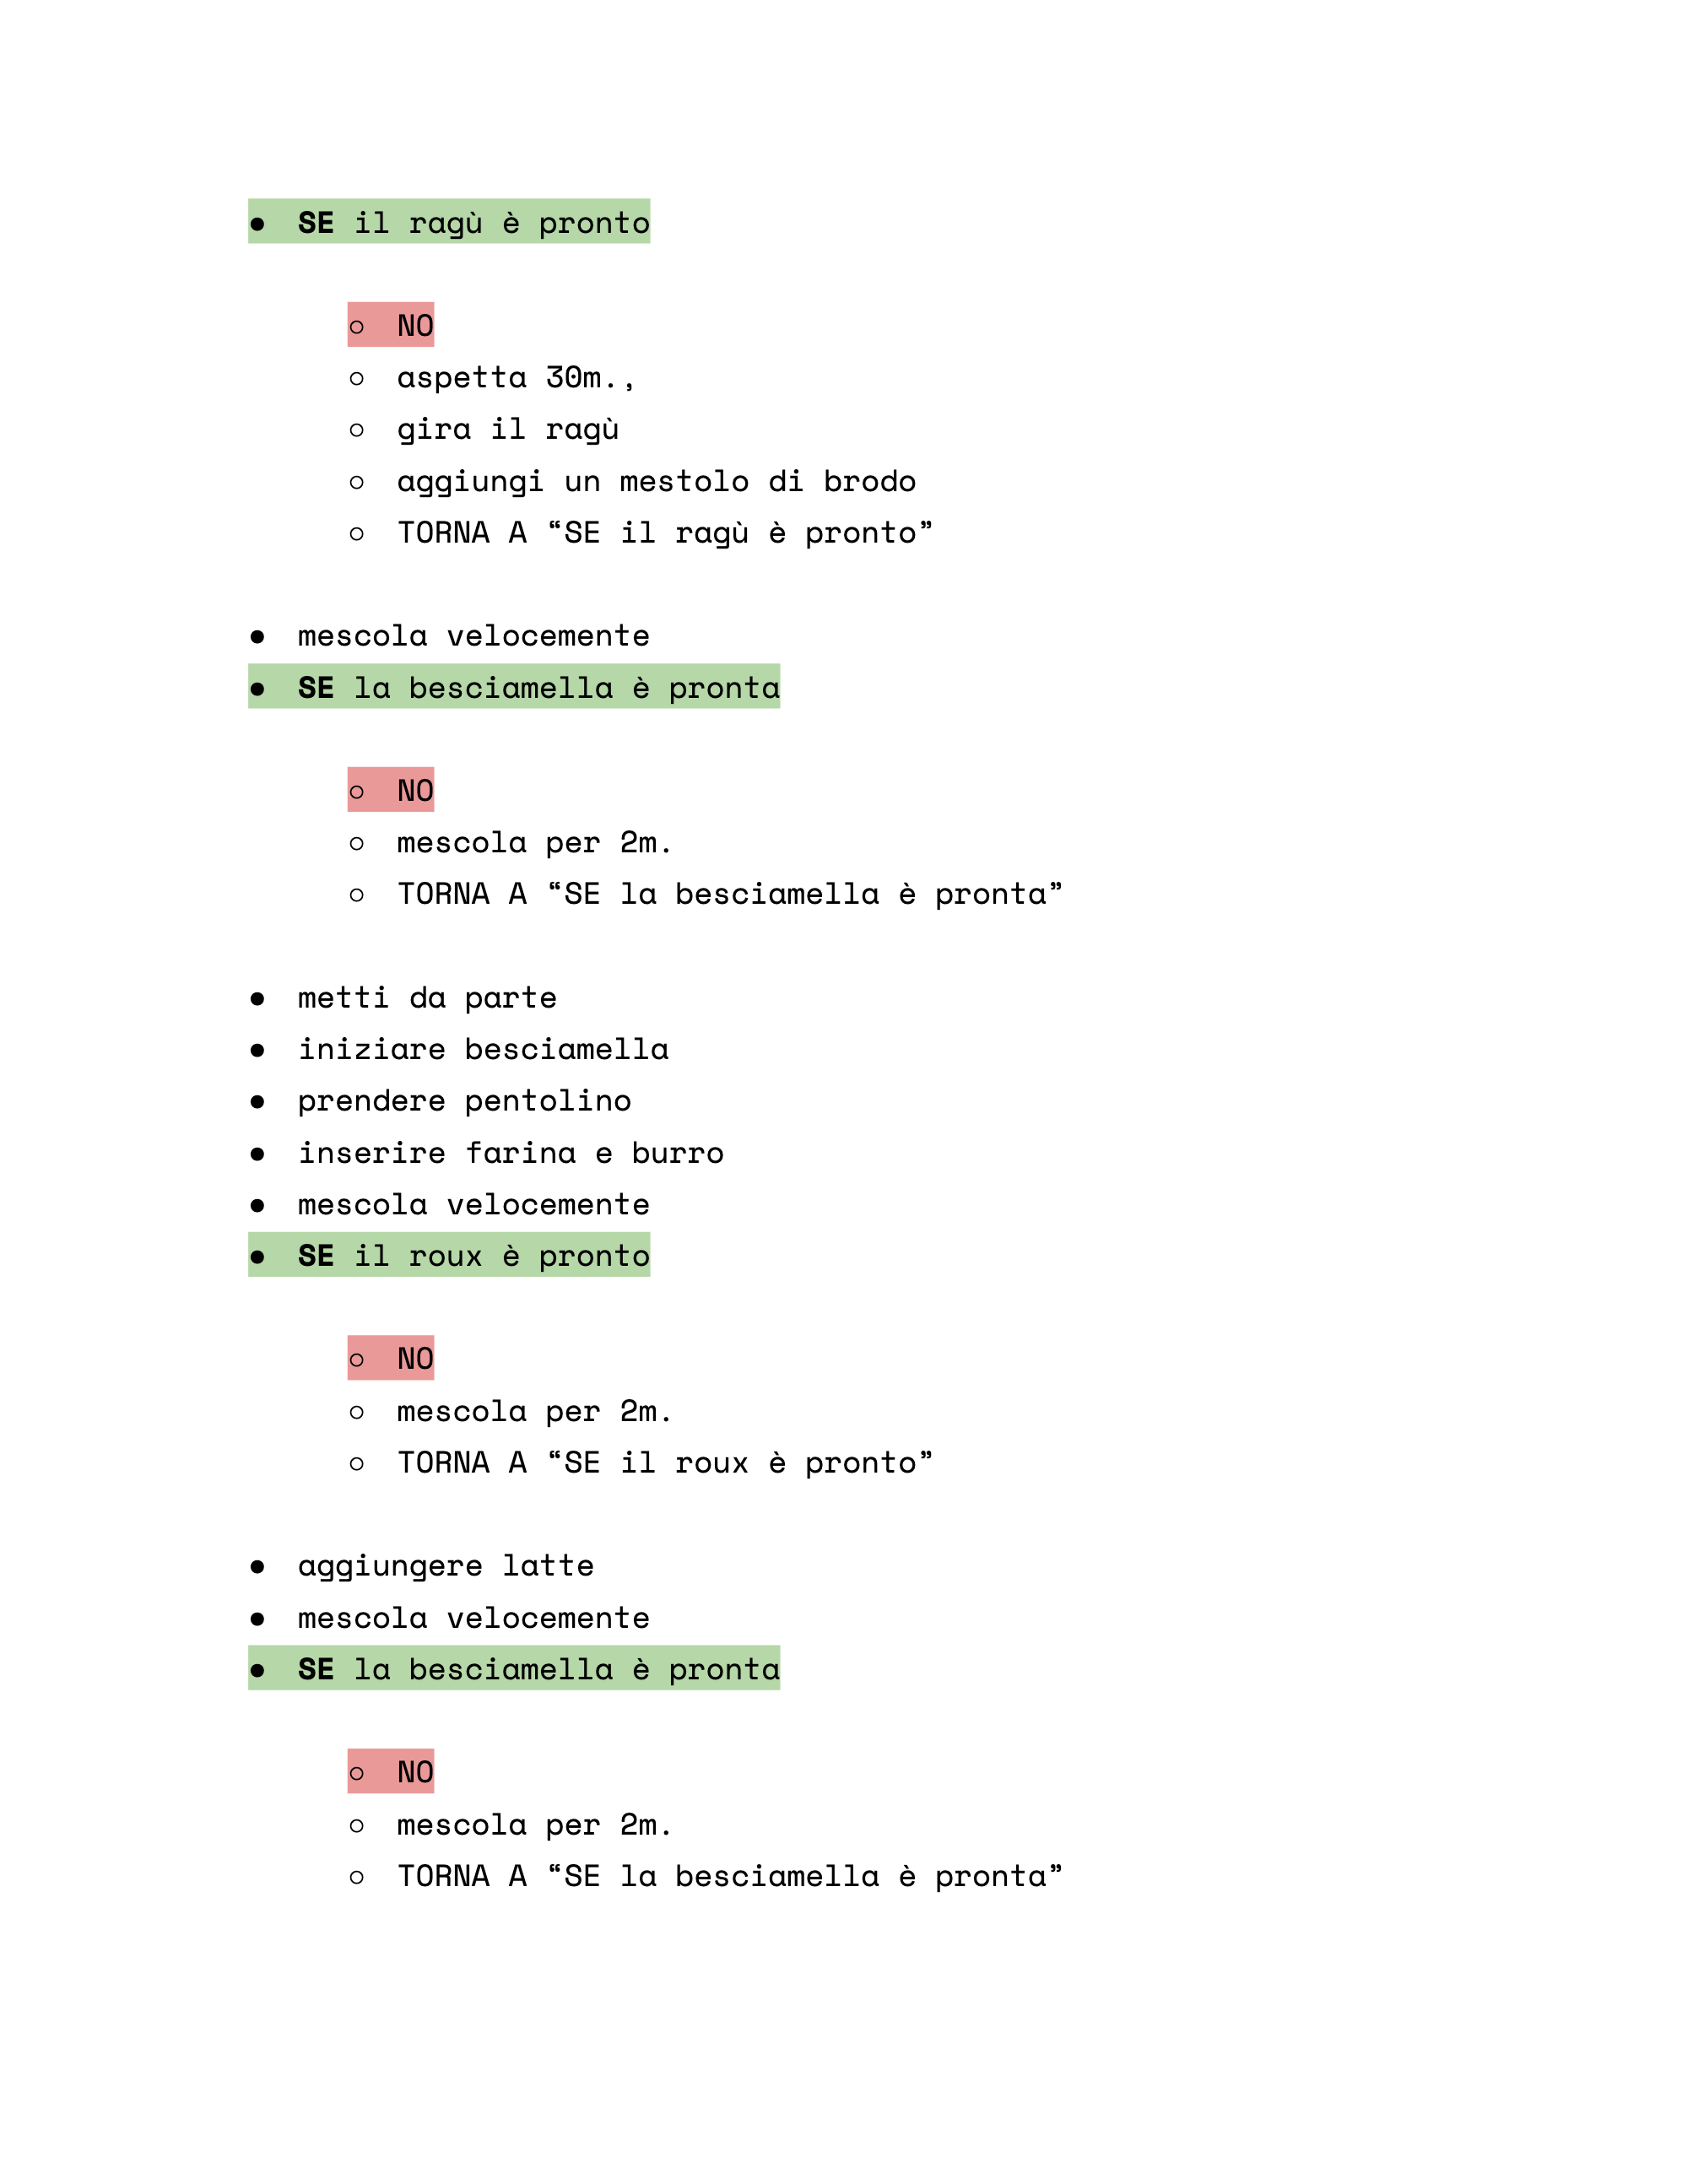 ● SE il ragù è pronto
○ NO
○ aspetta 30m.,
○ gira il ragù
○ aggiungi un mestolo di brodo
○ TORNA A “SE il ragù è pronto”
● mescola velocemente
● SE la besciamella è pronta
○ NO
○ mescola per 2m.
○ TORNA A “SE la besciamella è pronta”
● metti da parte
● iniziare besciamella
● prendere pentolino
● inserire farina e burro
● mescola velocemente
● SE il roux è pronto
○ NO
○ mescola per 2m.
○ TORNA A “SE il roux è pronto”
● aggiungere latte
● mescola velocemente
● SE la besciamella è pronta
○ NO
○ mescola per 2m.
○ TORNA A “SE la besciamella è pronta”